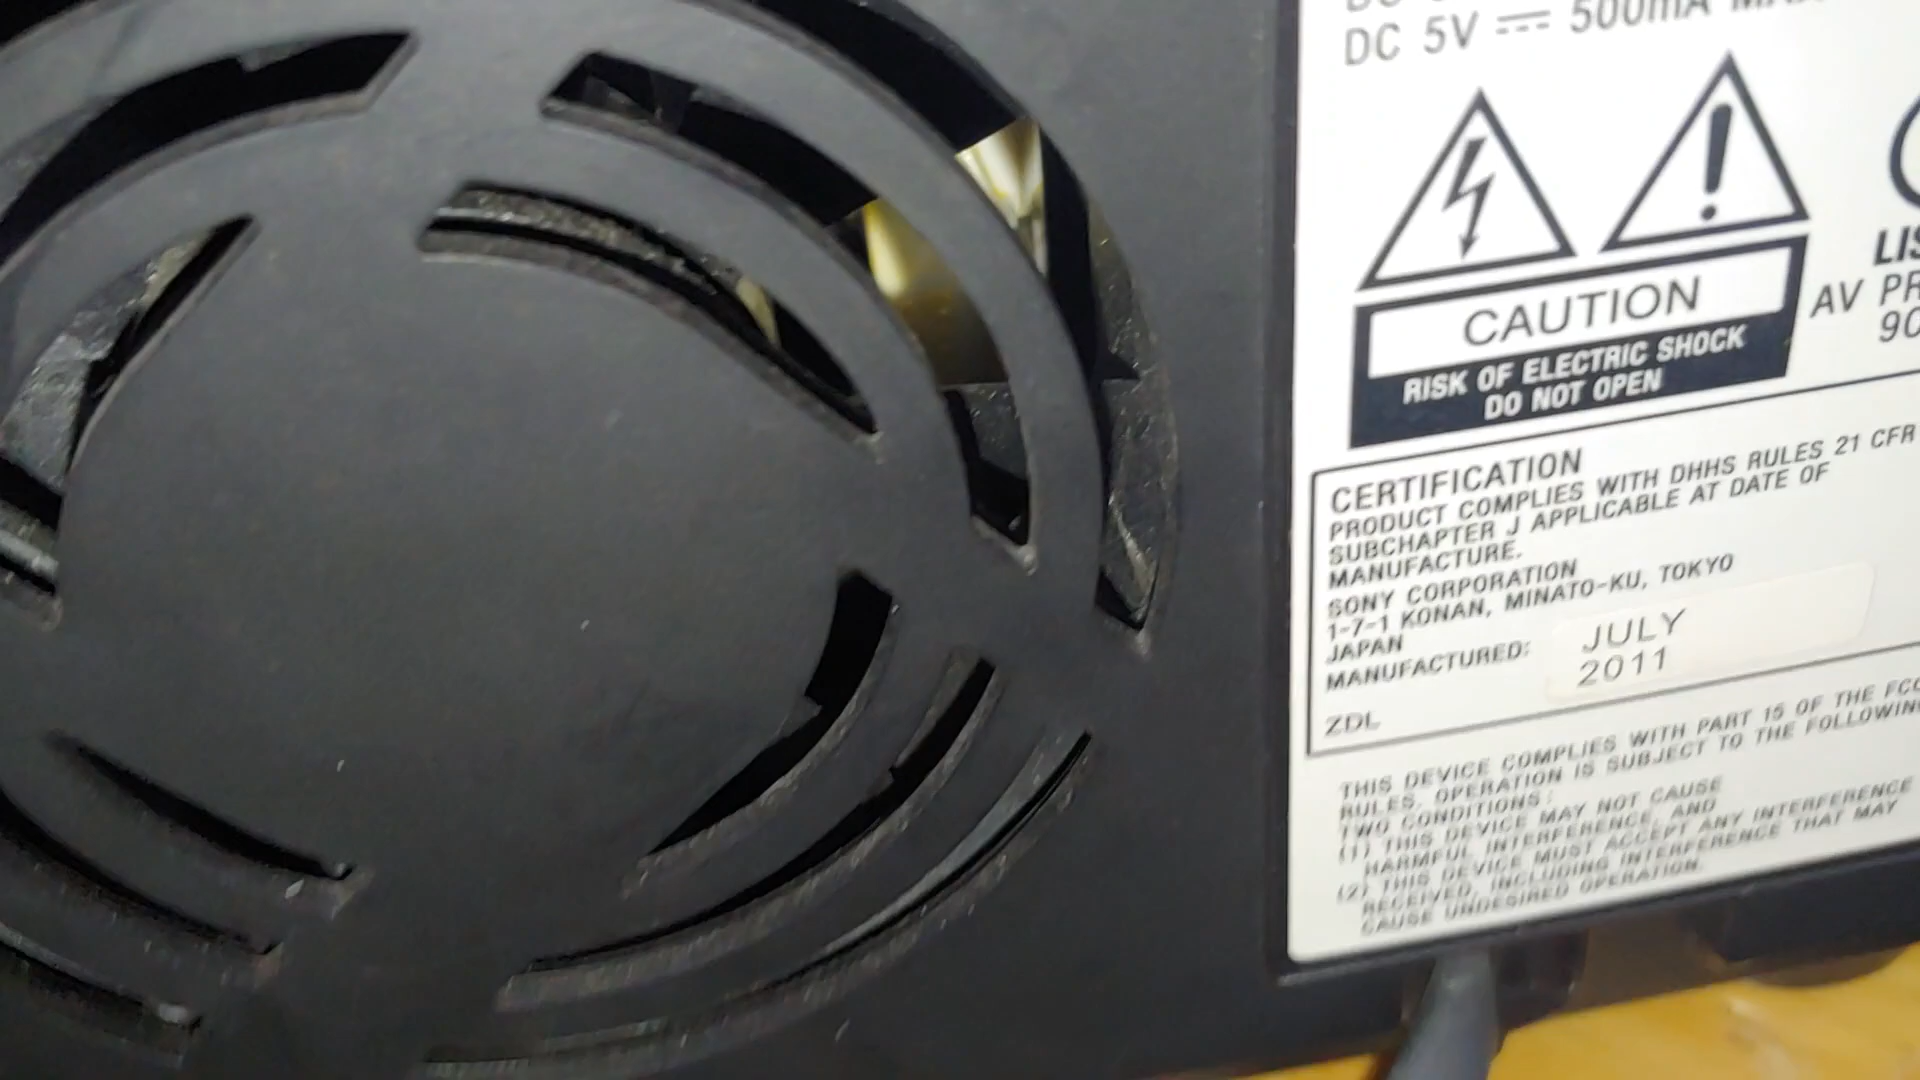 DC 5V ⎓ 500mA
CAUTION
RISK OF ELECTRIC SHOCK
DO NOT OPEN
LIS
AV PR
9C
CERTIFICATION
PRODUCT COMPLIES WITH DHHS RULES 21 CFR
SUBCHAPTER J APPLICABLE AT DATE OF
MANUFACTURE.
SONY CORPORATION
1-7-1 KONAN, MINATO-KU, TOKYO
JAPAN
MANUFACTURED: JULY
2011
ZDL
THIS DEVICE COMPLIES WITH PART 15 OF THE FCC
RULES. OPERATION IS SUBJECT TO THE FOLLOWING
TWO CONDITIONS:
(1) THIS DEVICE MAY NOT CAUSE
HARMFUL INTERFERENCE, AND
(2) THIS DEVICE MUST ACCEPT ANY INTERFERENCE
RECEIVED, INCLUDING INTERFERENCE THAT MAY
CAUSE UNDESIRED OPERATION.